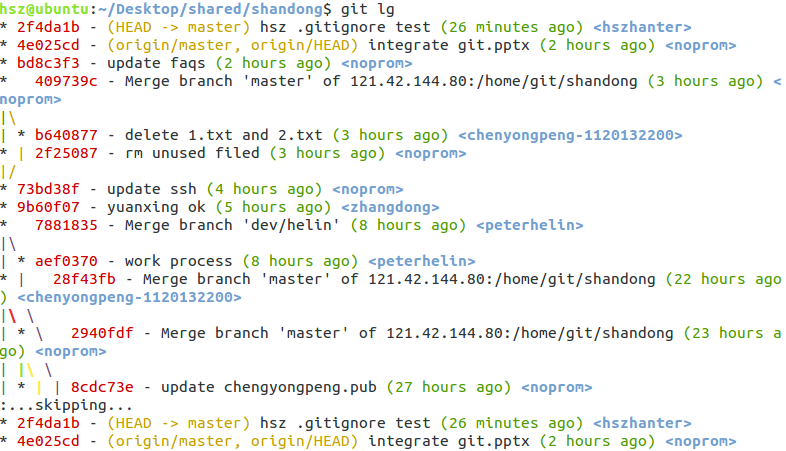 hsz@ubuntu:~/Desktop/shared/shandong$ git lg
* 2f4da1b - (HEAD -> master) hsz .gitignore test (26 minutes ago) <hszhanter>
* 4e025cd - (origin/master, origin/HEAD) integrate git.pptx (2 hours ago) <noprom>
* bd8c3f3 - update faqs (2 hours ago) <noprom>
*   409739c - Merge branch 'master' of 121.42.144.80:/home/git/shandong (3 hours ago) <
noprom>
|\
| * b640877 - delete 1.txt and 2.txt (3 hours ago) <chenyongpeng-1120132200>
* | 2f25087 - rm unused filed (3 hours ago) <noprom>
|/
* 73bd38f - update ssh (4 hours ago) <noprom>
* 9b60f07 - yuanxing ok (5 hours ago) <zhangdong>
*   7881835 - Merge branch 'dev/helin' (8 hours ago) <peterhelin>
|\
| * aef0370 - work process (8 hours ago) <peterhelin>
* |   28f43fb - Merge branch 'master' of 121.42.144.80:/home/git/shandong (22 hours ago
) <chenyongpeng-1120132200>
|\ \
| * \   2940fdf - Merge branch 'master' of 121.42.144.80:/home/git/shandong (23 hours a
go) <noprom>
| |\ \
| * | | 8cdc73e - update chengyongpeng.pub (27 hours ago) <noprom>
:...skipping...
* 2f4da1b - (HEAD -> master) hsz .gitignore test (26 minutes ago) <hszhanter>
* 4e025cd - (origin/master, origin/HEAD) integrate git.pptx (2 hours ago) <noprom>